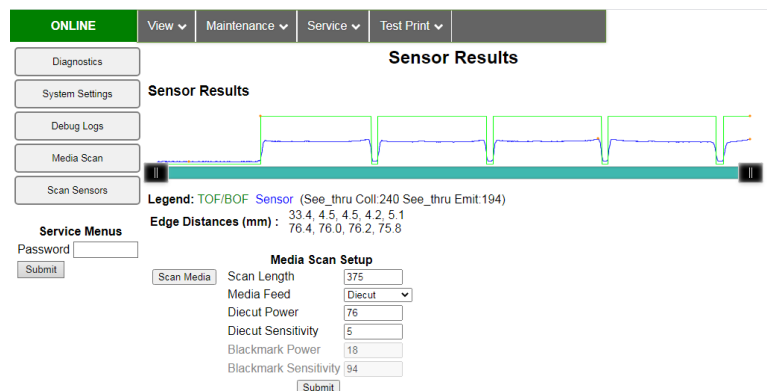 ONLINE
View
Maintenance
Service
Test Print
Diagnostics
System Settings
Debug Logs
Media Scan
Scan Sensors
Service Menus
Password
Submit
Sensor Results
Sensor Results
Legend: TOF/BOF Sensor (See_thru Coll:240 See_thru Emit:194)
Edge Distances (mm) : 33.4, 4.5, 4.5, 4.2, 5.1
76.4, 76.0, 76.2, 75.8
Media Scan Setup
Scan Media
Scan Length 375
Media Feed Diecut
Diecut Power 76
Diecut Sensitivity 5
Blackmark Power 18
Blackmark Sensitivity 94
Submit